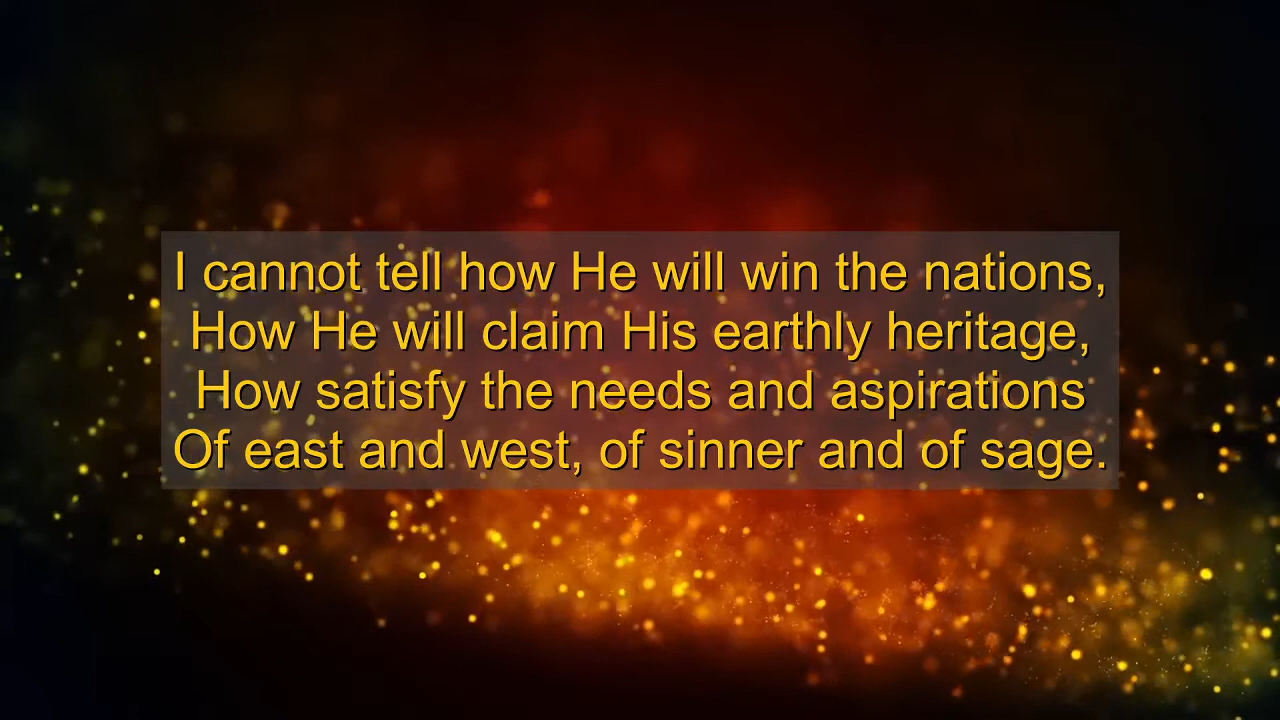 I cannot tell how He will win the nations,
How He will claim His earthly heritage,
How satisfy the needs and aspirations
Of east and west, of sinner and of sage.